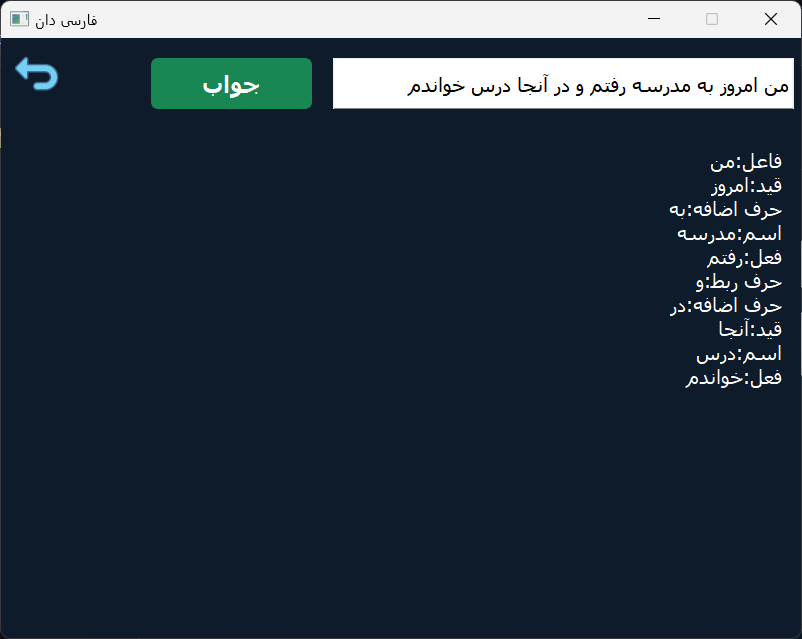 فارسی دان
من امروز به مدرسه رفتم و در آنجا درس خواندم
جواب
فاعل:من
قید:امروز
حرف اضافه:به
اسم:مدرسه
فعل:رفتم
حرف ربط:و
حرف اضافه:در
قید:آنجا
اسم:درس
فعل:خواندم